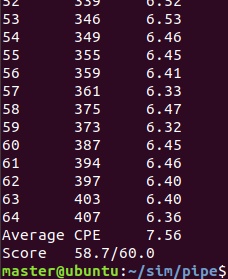 52 339 6.52
53 346 6.53
54 349 6.46
55 355 6.45
56 359 6.41
57 361 6.33
58 375 6.47
59 373 6.32
60 387 6.45
61 394 6.46
62 397 6.40
63 403 6.40
64 407 6.36
Average CPE 7.56
Score 58.7/60.0
master@ubuntu:~/sim/pipe$